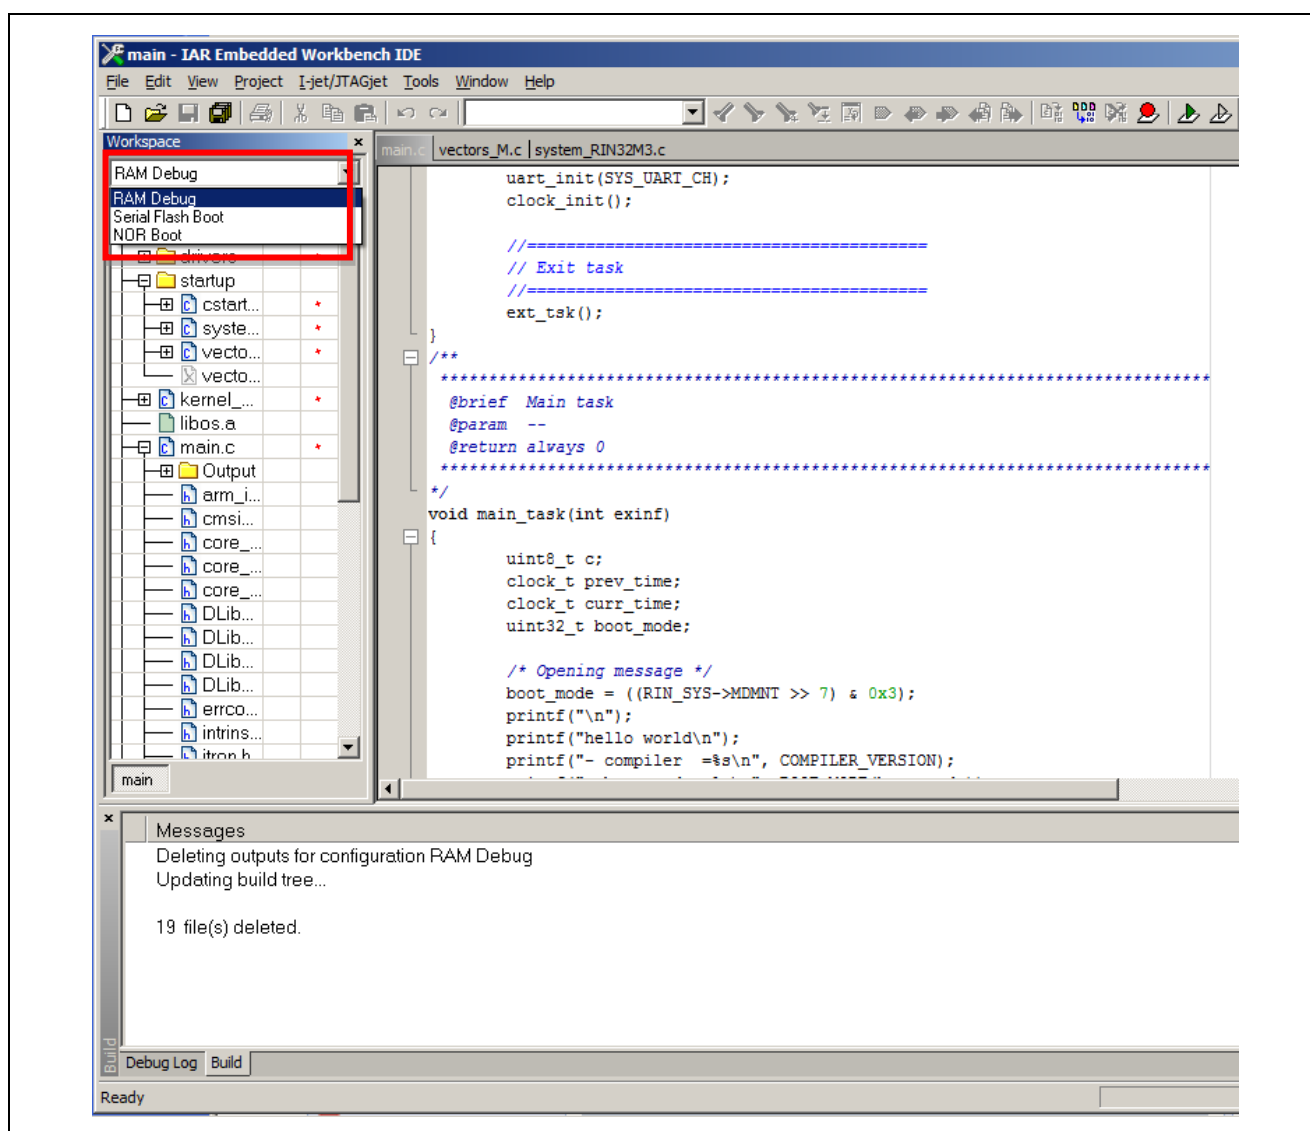 main - IAR Embedded Workbench IDE
File Edit View Project I-jet/JTAGjet Tools Window Help
Workspace
RAM Debug
RAM Debug
Serial Flash Boot
NOR Boot
drivers
startup
cstart...
syste...
vecto...
vecto...
kernel_...
libos.a
main.c
Output
arm_i...
cmsi...
core_...
core_...
core_...
DLib...
DLib...
DLib...
DLib...
errco...
intrins...
itron.h
main
main.c vectors_M.c system_RIN32M3.c
uart_init(SYS_UART_CH);
clock_init();
//=========================================
// Exit task
//=========================================
ext_tsk();
}
/**
*******************************************************************************
@brief Main task
@param --
@return always 0
*******************************************************************************
*/
void main_task(int exinf)
{
uint8_t c;
clock_t prev_time;
clock_t curr_time;
uint32_t boot_mode;
/* Opening message */
boot_mode = ((RIN_SYS->MDMNT >> 7) & 0x3);
printf("\n");
printf("hello world\n");
printf("- compiler =%s\n", COMPILER_VERSION);
Messages
Deleting outputs for configuration RAM Debug
Updating build tree...
19 file(s) deleted.
Build
Debug Log Build
Ready